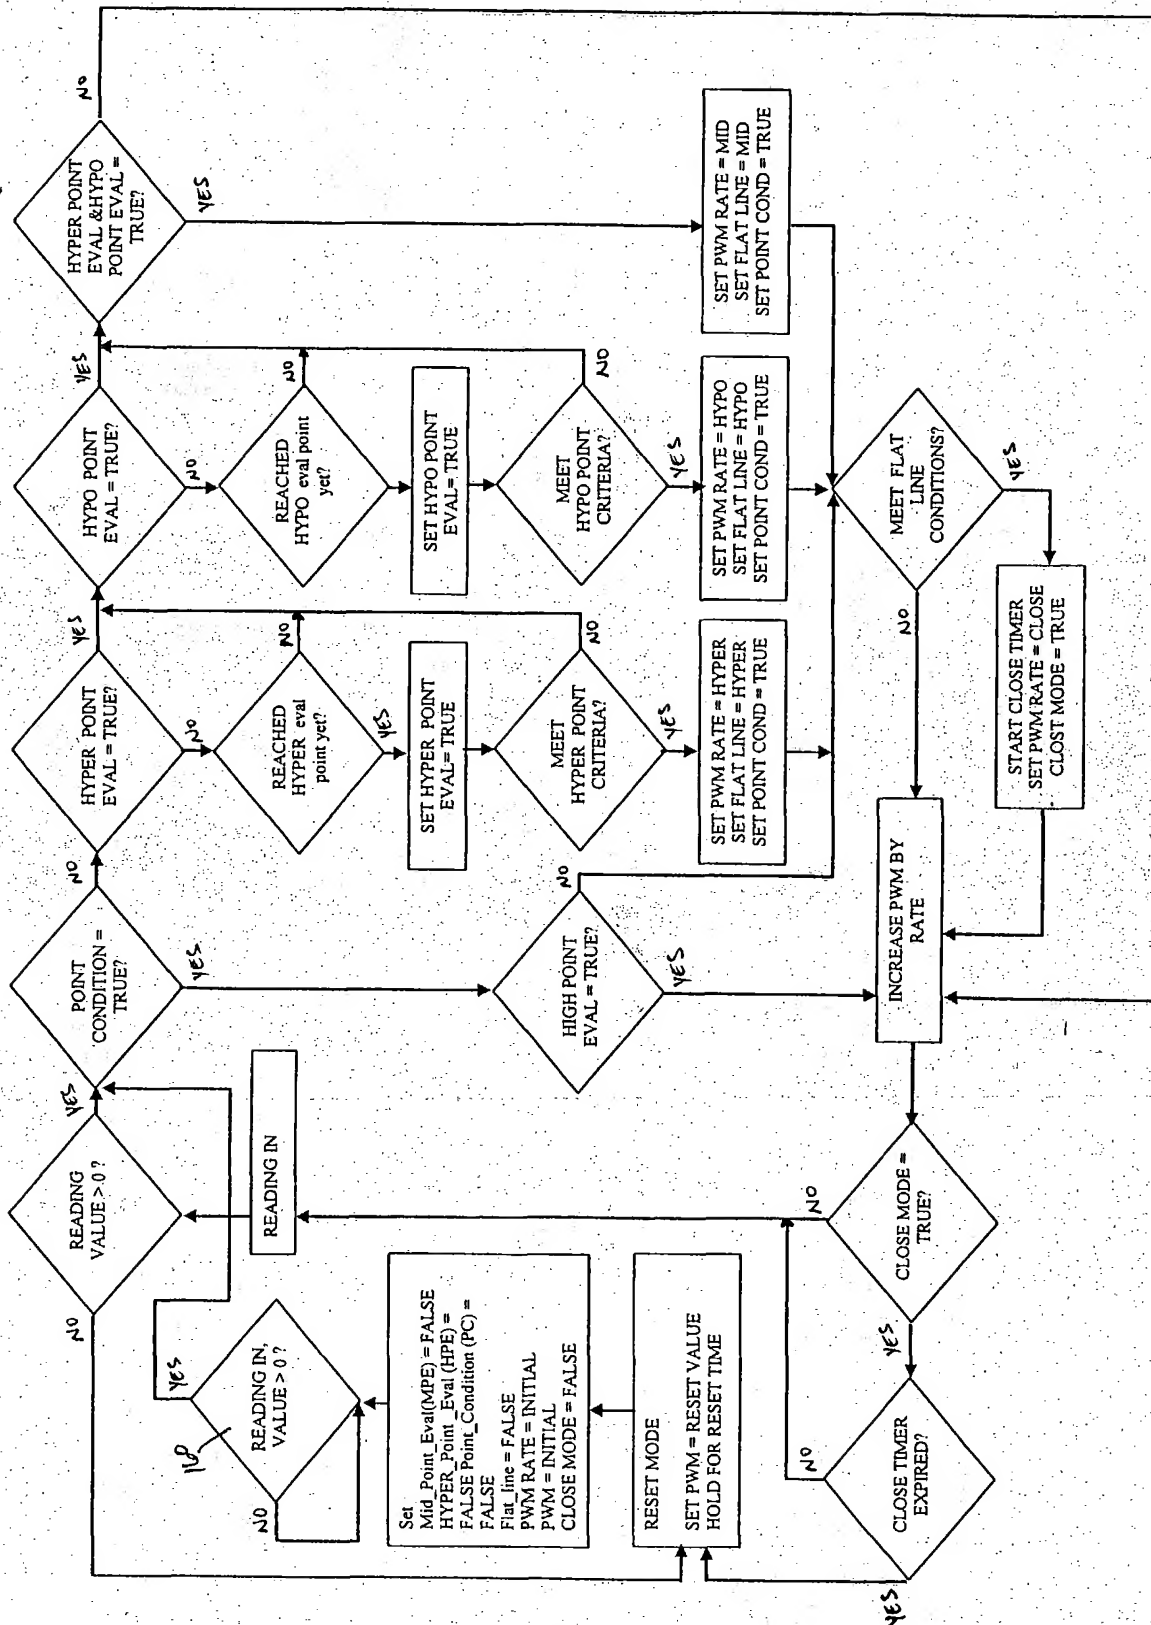 READING
VALUE > 0 ?
YES
NO
POINT
CONDITION =
TRUE?
NO
YES
HYPER POINT
EVAL = TRUE?
YES
NO
HYPO POINT
EVAL = TRUE?
YES
NO
HYPER POINT
EVAL &HYPO
POINT EVAL =
TRUE?
NO
YES
READING IN,
VALUE > 0 ?
YES
NO
READING IN
REACHED
HYPER eval
point yet?
NO
YES
REACHED
HYPO eval point
yet?
NO
Set
Mid_Point_Eval(MPE) = FALSE
HYPER_Point_Eval (HPE) =
FALSE Point_Condition (PC) =
FALSE
Flat_line = FALSE
PWM RATE = INITIAL
PWM = INITIAL
CLOSE MODE = FALSE
SET HYPER POINT
EVAL= TRUE
SET HYPO POINT
EVAL= TRUE
HIGH POINT
EVAL = TRUE?
NO
YES
MEET
HYPER POINT
CRITERIA?
NO
YES
MEET
HYPO POINT
CRITERIA?
NO
YES
RESET MODE
SET PWM = RESET VALUE
HOLD FOR RESET TIME
SET PWM RATE = HYPER
SET FLAT LINE = HYPER
SET POINT COND = TRUE
SET PWM RATE = HYPO
SET FLAT LINE = HYPO
SET POINT COND = TRUE
SET PWM RATE = MID
SET FLAT LINE = MID
SET POINT COND = TRUE
CLOSE TIMER
EXPIRED?
NO
YES
CLOSE MODE =
TRUE?
NO
YES
INCREASE PWM BY
RATE
MEET FLAT
LINE
CONDITIONS?
NO
YES
START CLOSE TIMER
SET PWM RATE = CLOSE
CLOST MODE = TRUE